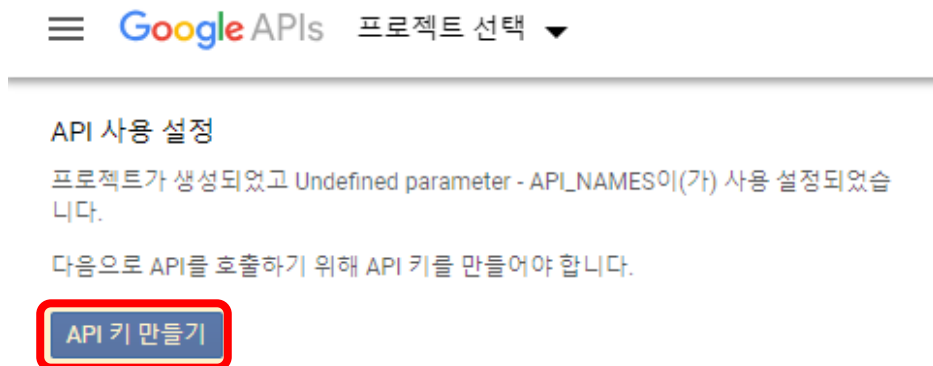 Google APIs 프로젝트 선택
API 사용 설정
프로젝트가 생성되었고 Undefined parameter - API_NAMES이(가) 사용 설정되었습
니다.
다음으로 API를 호출하기 위해 API 키를 만들어야 합니다.
API 키 만들기